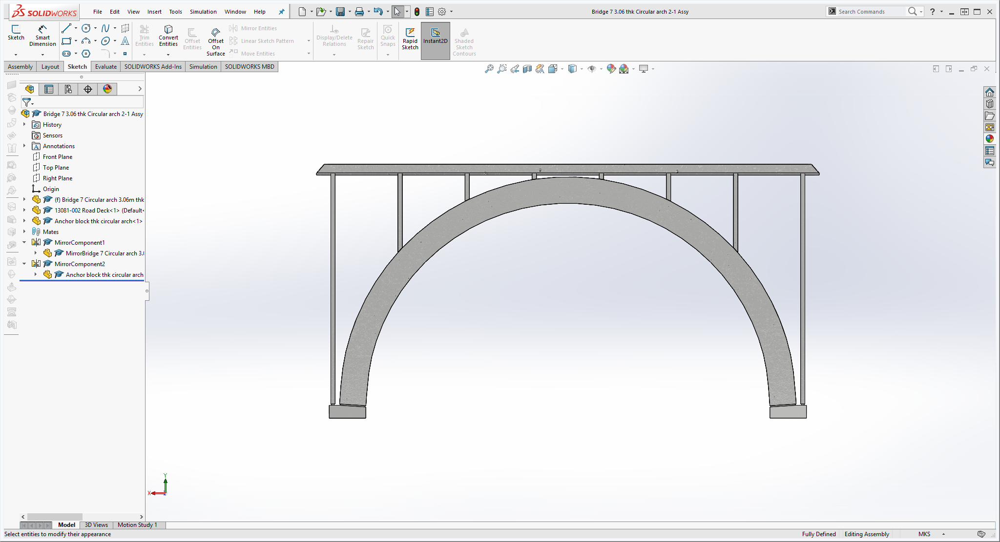 SOLIDWORKS
File Edit View Insert Tools Simulation Window Help
Bridge 7 3.06 thk Circular arch 2-1 Assy
Search Commands
?
Sketch
Smart Dimension
Trim Entities
Convert Entities
Offset Entities
Offset On Surface
Mirror Entities
Linear Sketch Pattern
Move Entities
Display/Delete Relations
Repair Sketch
Quick Snaps
Rapid Sketch
Instant2D
Shaded Sketch Contours
Assembly Layout Sketch Evaluate SOLIDWORKS Add-Ins Simulation SOLIDWORKS MBD
Bridge 7 3.06 thk Circular arch 2-1 Assy
History
Sensors
Annotations
Front Plane
Top Plane
Right Plane
Origin
(f) Bridge 7 Circular arch 3.06m thk
13081-002 Road Deck<1> (Default<
Anchor block thk circular arch<1>
Mates
MirrorComponent1
MirrorBridge 7 Circular arch 3.0
MirrorComponent2
Anchor block thk circular arch
Y
X
Model 3D Views Motion Study 1
Select entities to modify their appearance
Fully Defined Editing Assembly MKS